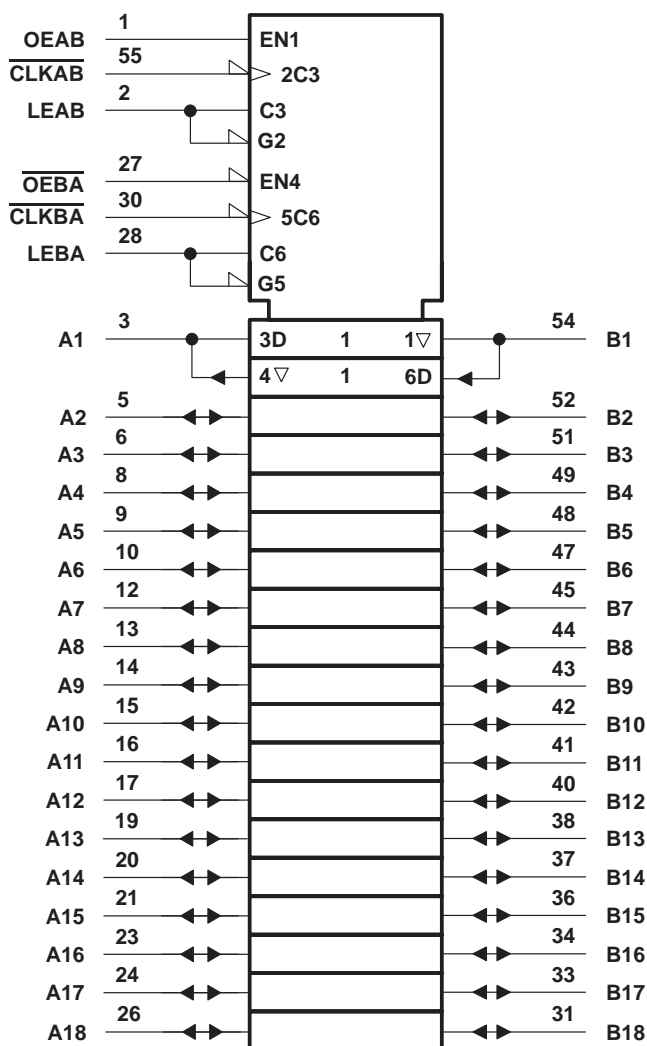 1
OEAB EN1
55
CLKAB 2C3
2
LEAB C3
G2
27
OEBA EN4
30
CLKBA 5C6
28
LEBA C6
G5
3 54
A1 3D 1 1▽ B1
4▽ 1 6D
5 52
A2 B2
6 51
A3 B3
8 49
A4 B4
9 48
A5 B5
10 47
A6 B6
12 45
A7 B7
13 44
A8 B8
14 43
A9 B9
15 42
A10 B10
16 41
A11 B11
17 40
A12 B12
19 38
A13 B13
20 37
A14 B14
21 36
A15 B15
23 34
A16 B16
24 33
A17 B17
26 31
A18 B18